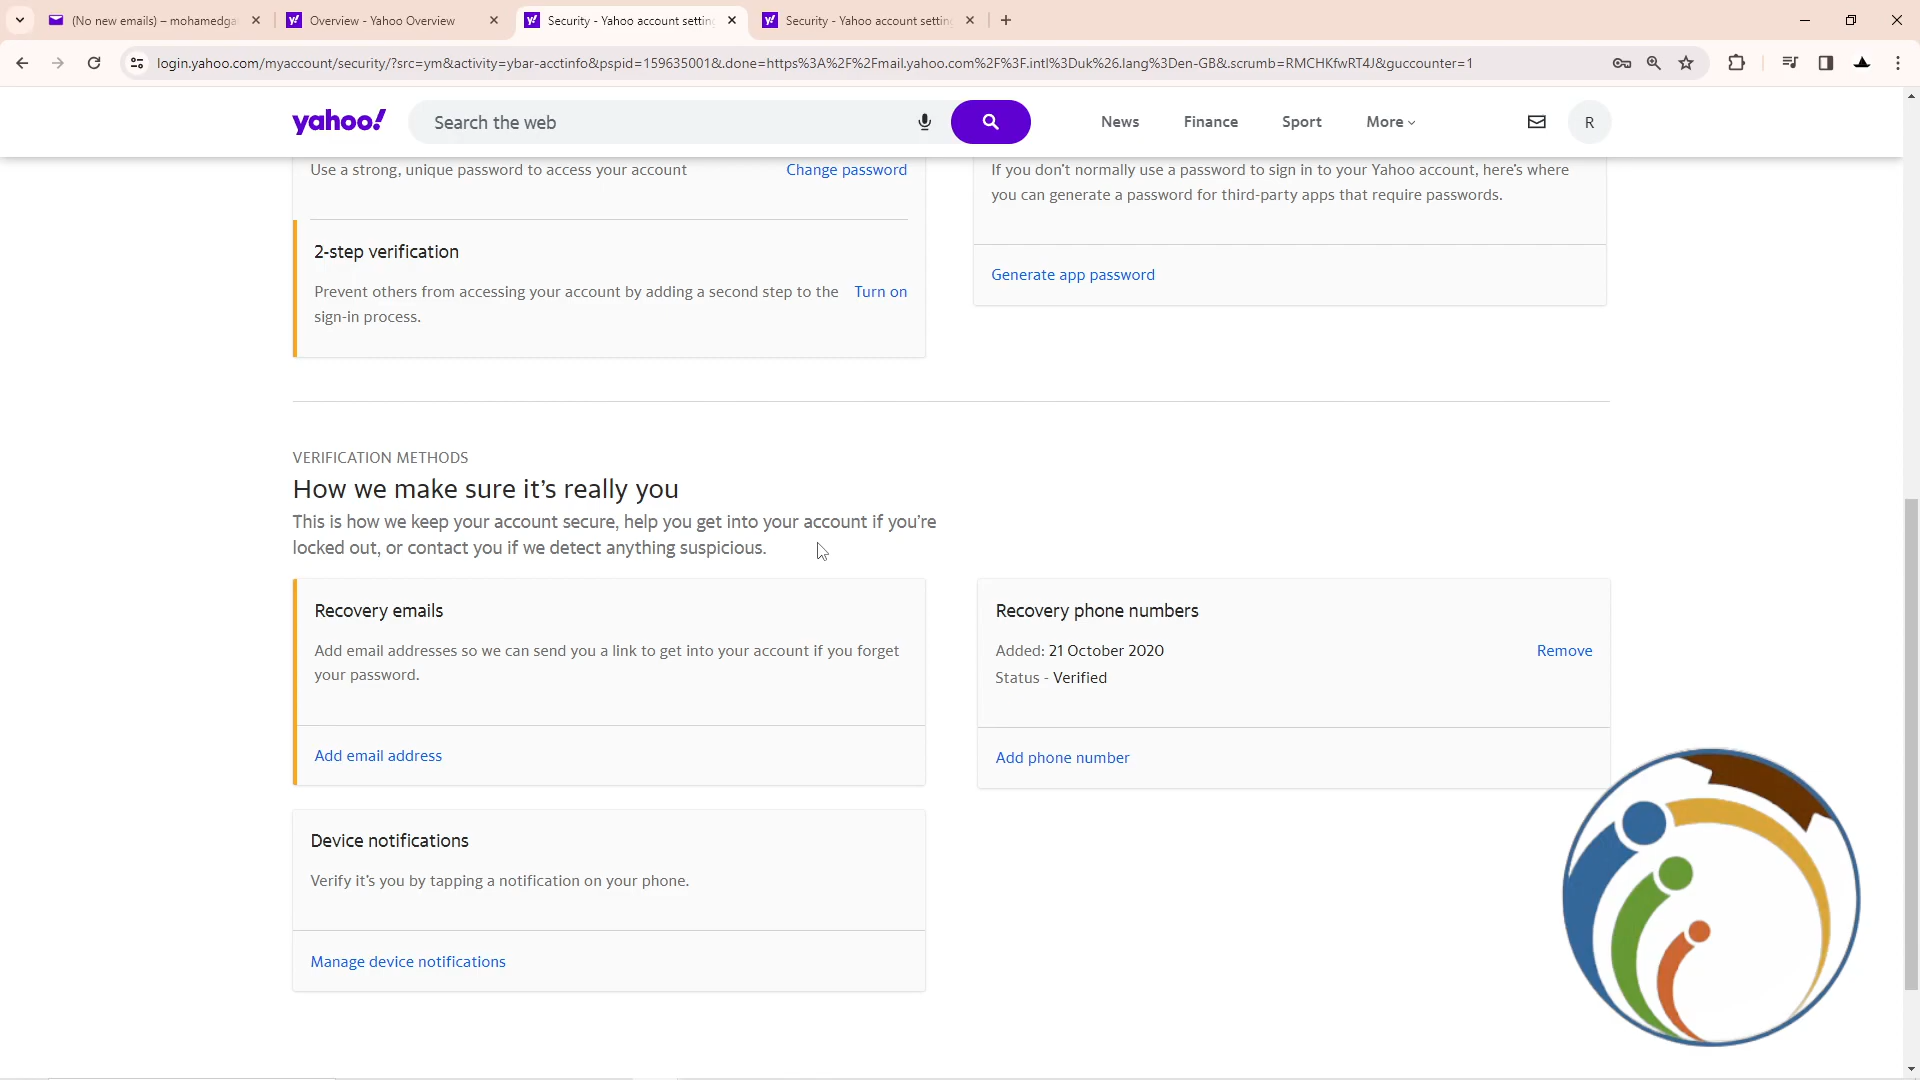 (No new emails) – mohamedga
Overview - Yahoo Overview
Security - Yahoo account settin
Security - Yahoo account settin
login.yahoo.com/myaccount/security/?src=ym&activity=ybar-acctinfo&pspid=159635001&.done=https%3A%2F%2Fmail.yahoo.com%2F%3F.intl%3Duk%26.lang%3Den-GB&.scrumb=RMCHKfwRT4J&guccounter=1
yahoo!
Search the web
News
Finance
Sport
More
R
Use a strong, unique password to access your account
Change password
2-step verification
Prevent others from accessing your account by adding a second step to the
sign-in process.
Turn on
If you don't normally use a password to sign in to your Yahoo account, here's where
you can generate a password for third-party apps that require passwords.
Generate app password
VERIFICATION METHODS
How we make sure it's really you
This is how we keep your account secure, help you get into your account if you're
locked out, or contact you if we detect anything suspicious.
Recovery emails
Add email addresses so we can send you a link to get into your account if you forget
your password.
Add email address
Recovery phone numbers
Added: 21 October 2020
Remove
Status - Verified
Add phone number
Device notifications
Verify it's you by tapping a notification on your phone.
Manage device notifications